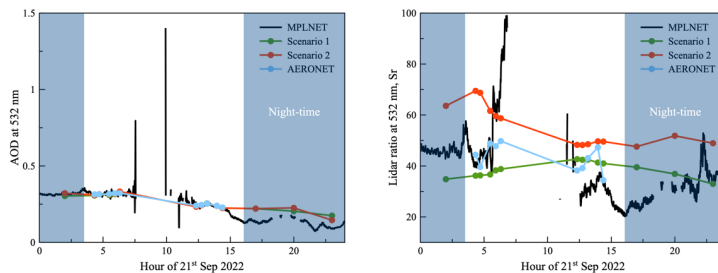 1.5
1
0.5
0
AOD at 532 nm
MPLNET
Scenario 1
Scenario 2
AERONET
Night-time
0 5 10 15 20
Hour of 21st Sep 2022
100
80
60
40
20
Lidar ratio at 532 nm, Sr
MPLNET
Scenario 1
Scenario 2
AERONET
Night-time
0 5 10 15 20
Hour of 21st Sep 2022